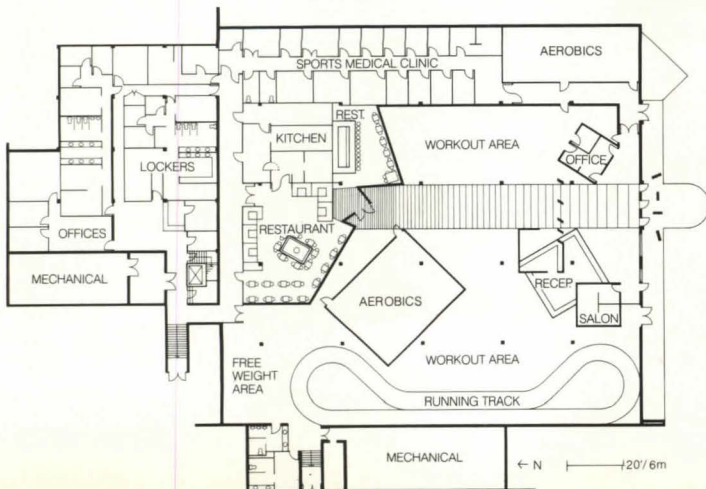 AEROBICS
SPORTS MEDICAL CLINIC
REST.
KITCHEN
WORKOUT AREA
LOCKERS
OFFICE
RESTAURANT
OFFICES
MECHANICAL
AEROBICS
RECEP.
SALON
FREE
WEIGHT
AREA
WORKOUT AREA
RUNNING TRACK
MECHANICAL
← N
20'/6m